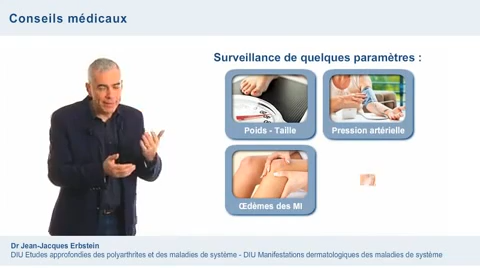 Conseils médicaux
Surveillance de quelques paramètres :
Poids - Taille
Pression artérielle
Œdèmes des MI
Dr Jean-Jacques Erbstein
DIU Etudes approfondies des polyarthrites et des maladies de système - DIU Manifestations dermatologiques des maladies de système